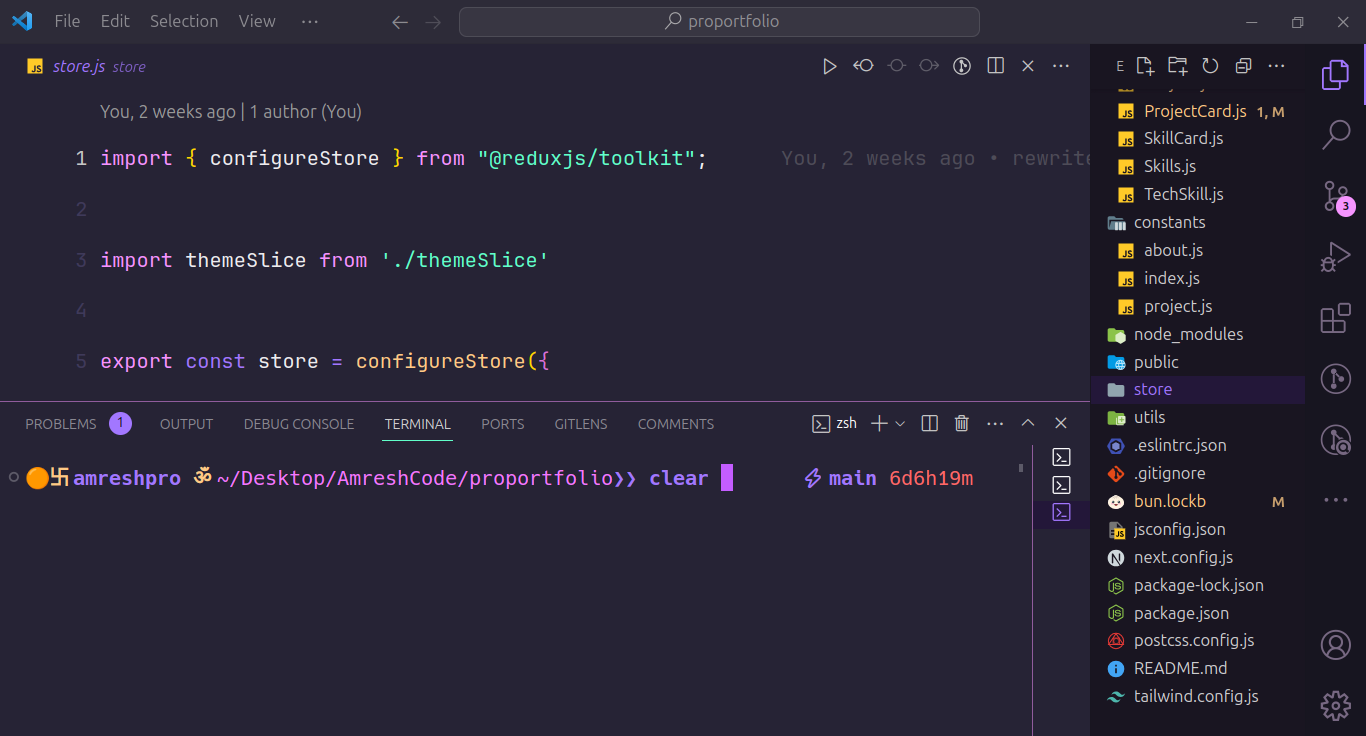 File Edit Selection View ··· proportfolio
store.js store
You, 2 weeks ago | 1 author (You)
1 import { configureStore } from "@reduxjs/toolkit"; You, 2 weeks ago • rewrite
2
3 import themeSlice from './themeSlice'
4
5 export const store = configureStore({
PROBLEMS 1 OUTPUT DEBUG CONSOLE TERMINAL PORTS GITLENS COMMENTS zsh
卐 amreshpro ॐ ~/Desktop/AmreshCode/proportfolio❯❯ clear ⚡main 6d6h19m
E
ProjectCard.js 1, M
SkillCard.js
Skills.js
TechSkill.js
constants
about.js
index.js
project.js
node_modules
public
store
utils
.eslintrc.json
.gitignore
bun.lockb M
jsconfig.json
next.config.js
package-lock.json
package.json
postcss.config.js
README.md
tailwind.config.js
3